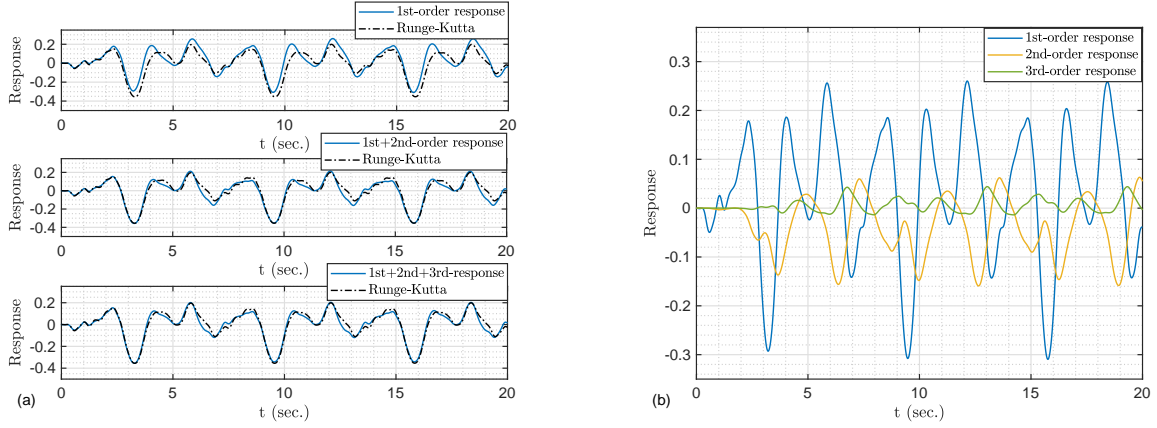 1st-order response
Runge-Kutta
Response
0.2
0
-0.2
-0.4
0 5 10 15 20
t (sec.)
1st+2nd-order response
Runge-Kutta
Response
0.2
0
-0.2
-0.4
0 5 10 15 20
t (sec.)
1st+2nd+3rd-response
Runge-Kutta
Response
0.2
0
-0.2
-0.4
0 5 10 15 20
t (sec.)
(a)
1st-order response
2nd-order response
3rd-order response
Response
0.3
0.2
0.1
0
-0.1
-0.2
-0.3
0 5 10 15 20
t (sec.)
(b)